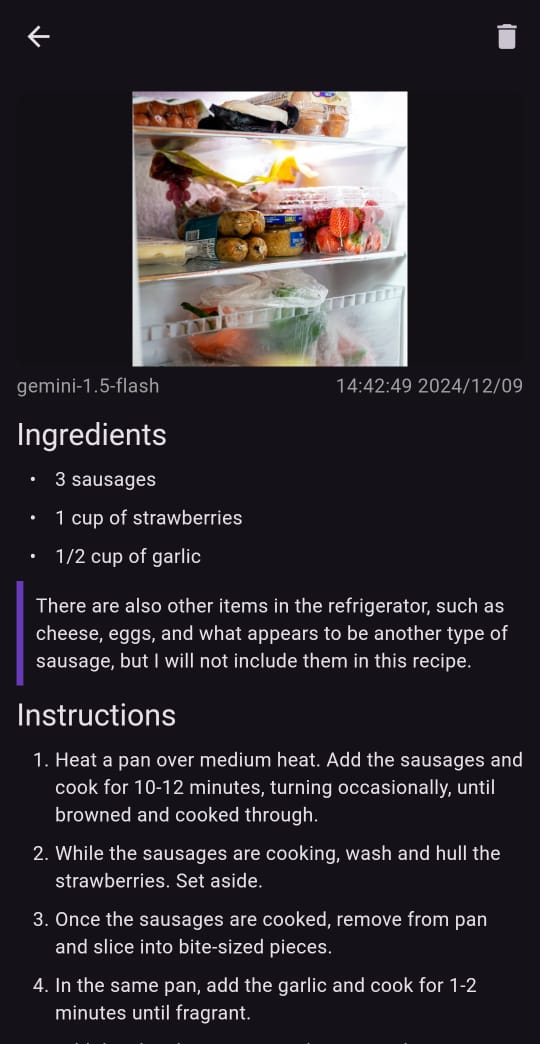 gemini-1.5-flash
14:42:49 2024/12/09
Ingredients
• 3 sausages
• 1 cup of strawberries
• 1/2 cup of garlic
There are also other items in the refrigerator, such as
cheese, eggs, and what appears to be another type of
sausage, but I will not include them in this recipe.
Instructions
1. Heat a pan over medium heat. Add the sausages and
cook for 10-12 minutes, turning occasionally, until
browned and cooked through.
2. While the sausages are cooking, wash and hull the
strawberries. Set aside.
3. Once the sausages are cooked, remove from pan
and slice into bite-sized pieces.
4. In the same pan, add the garlic and cook for 1-2
minutes until fragrant.